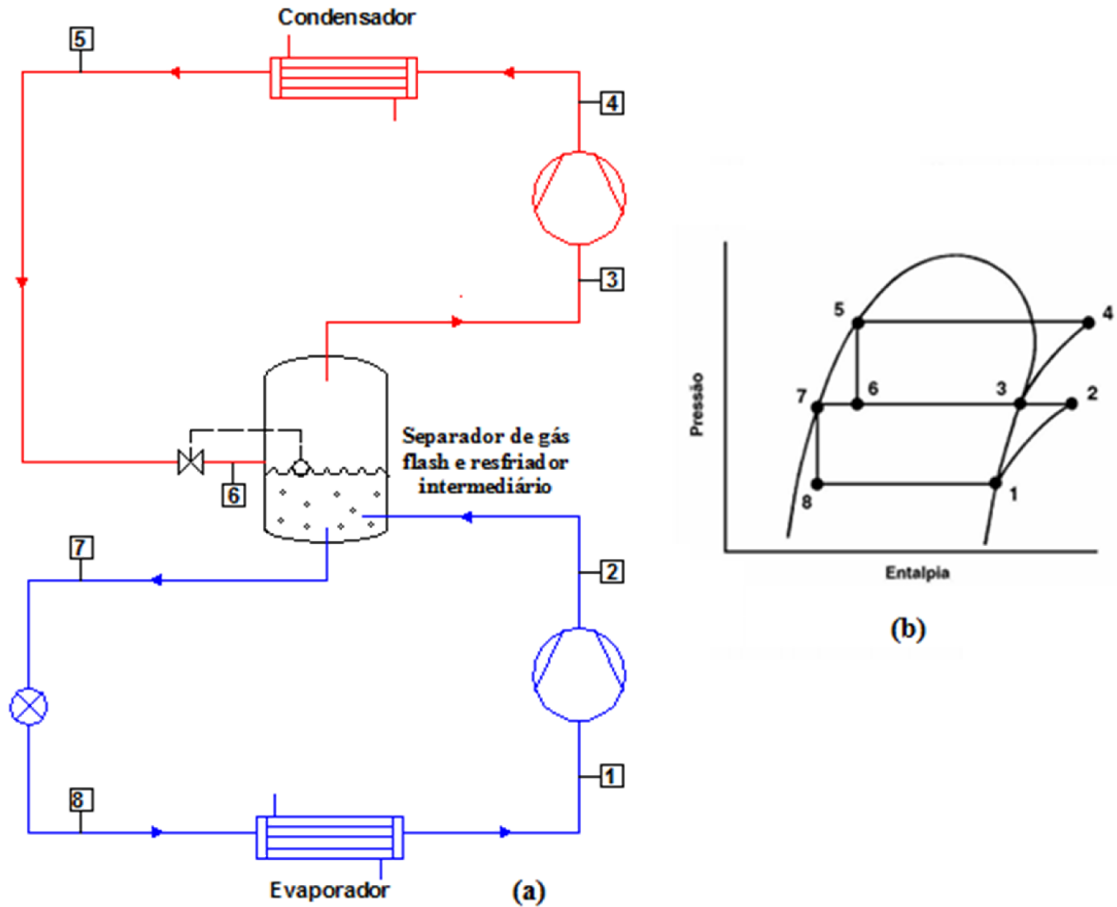 Condensador
5
4
3
Separador de gás
flash e resfriador
intermediário
6
7
2
1
8
Evaporador
(a)
Pressão
5
4
7
6
3
2
8
1
Entalpia
(b)